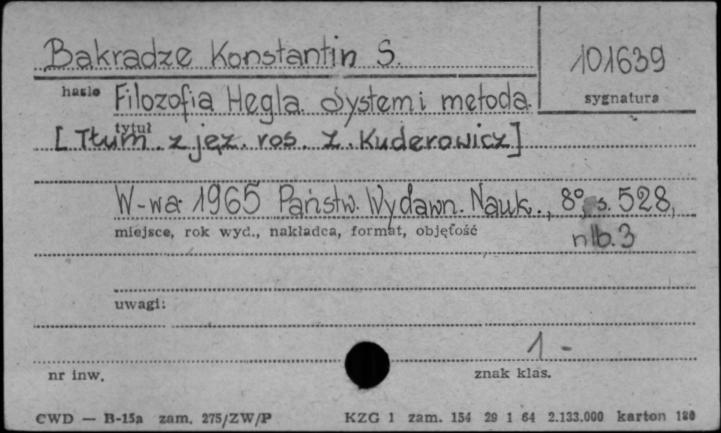 Bakradze Konstantin S.
101639
hasło
sygnatura
Filozofia Hegla. System i metoda.
tytuł
[Tłum. z jęz. ros. Z. Kuderowicz]
W-wa 1965 Państw. Wydawn. Nauk., 8°, s. 528,
miejsce, rok wyd., nakładca, format, objętość
nlb. 3
uwagi:
1-
nr inw.
znak klas.
CWD — B-15a zam. 275/ZW/P KZG 1 zam. 154 29 1 64 2.133.000 karton 180